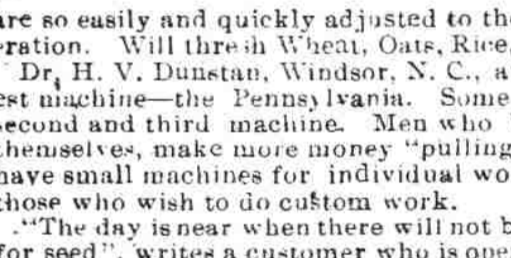 are so easily and quickly adjusted to the
eration. Will thresh Wheat, Oats, Rice,
Dr. H. V. Dunstan, Windsor, N. C., a
est machine—the Pennsylvania. Some
second and third machine. Men who
themselves, make more money "pulling
have small machines for individual wo
those who wish to do custom work.
."The day is near when there will not b
for seed", writes a customer who is oper